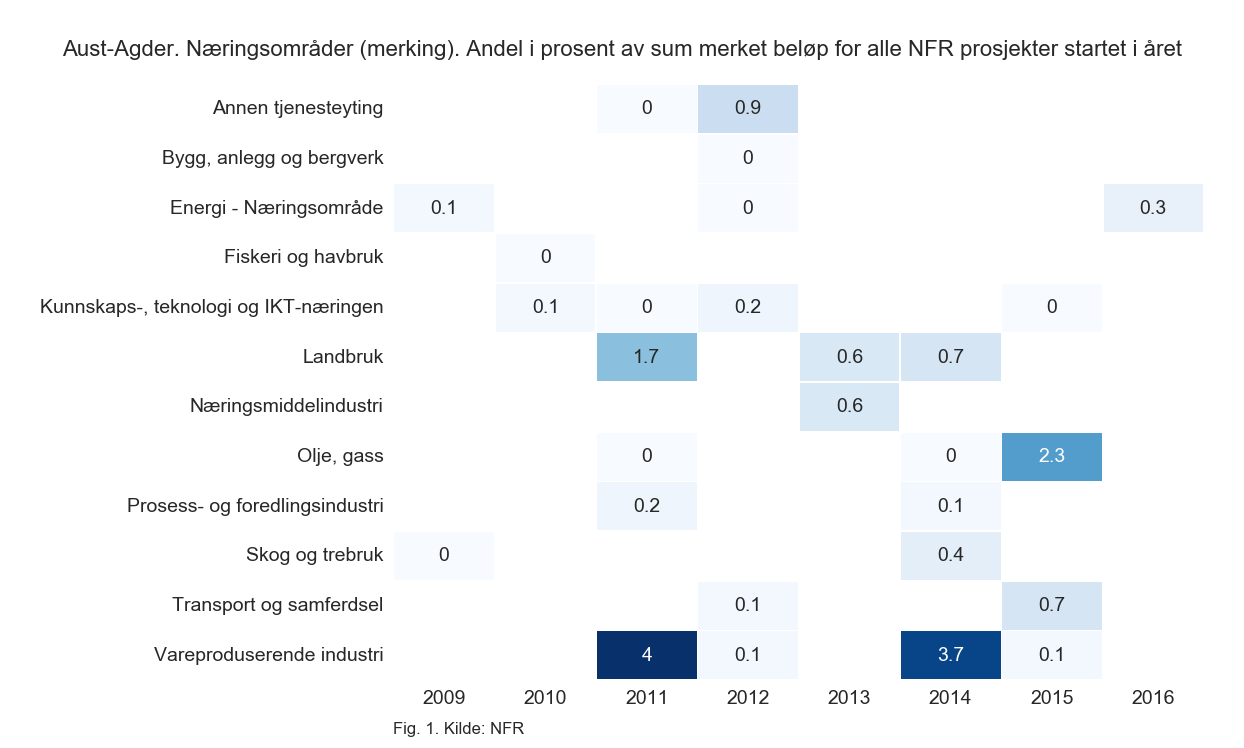 Aust-Agder. Næringsområder (merking). Andel i prosent av sum merket beløp for alle NFR prosjekter startet i året
Annen tjenesteyting 0 0.9
Bygg, anlegg og bergverk 0
Energi - Næringsområde 0.1 0 0.3
Fiskeri og havbruk 0
Kunnskaps-, teknologi og IKT-næringen 0.1 0 0.2 0
Landbruk 1.7 0.6 0.7
Næringsmiddelindustri 0.6
Olje, gass 0 0 2.3
Prosess- og foredlingsindustri 0.2 0.1
Skog og trebruk 0 0.4
Transport og samferdsel 0.1 0.7
Vareproduserende industri 4 0.1 3.7 0.1
2009 2010 2011 2012 2013 2014 2015 2016
Fig. 1. Kilde: NFR